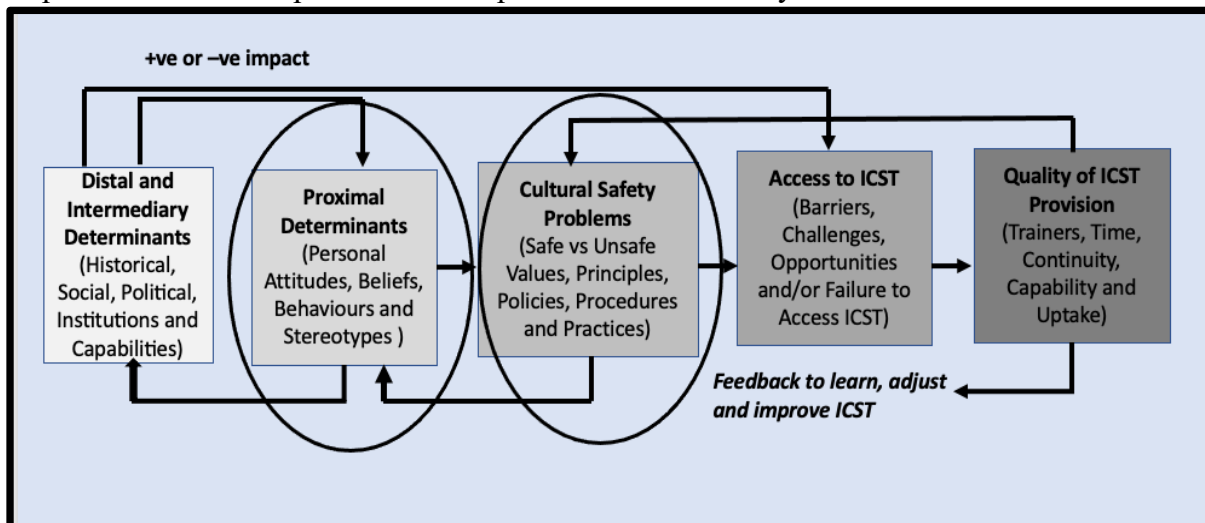 +ve or –ve impact
Distal and
Intermediary
Determinants
(Historical,
Social, Political,
Institutions and
Capabilities)
Proximal
Determinants
(Personal
Attitudes, Beliefs,
Behaviours and
Stereotypes )
Cultural Safety
Problems
(Safe vs Unsafe
Values, Principles,
Policies, Procedures
and Practices)
Access to ICST
(Barriers,
Challenges,
Opportunities
and/or Failure to
Access ICST)
Quality of ICST
Provision
(Trainers, Time,
Continuity,
Capability and
Uptake)
Feedback to learn, adjust
and improve ICST